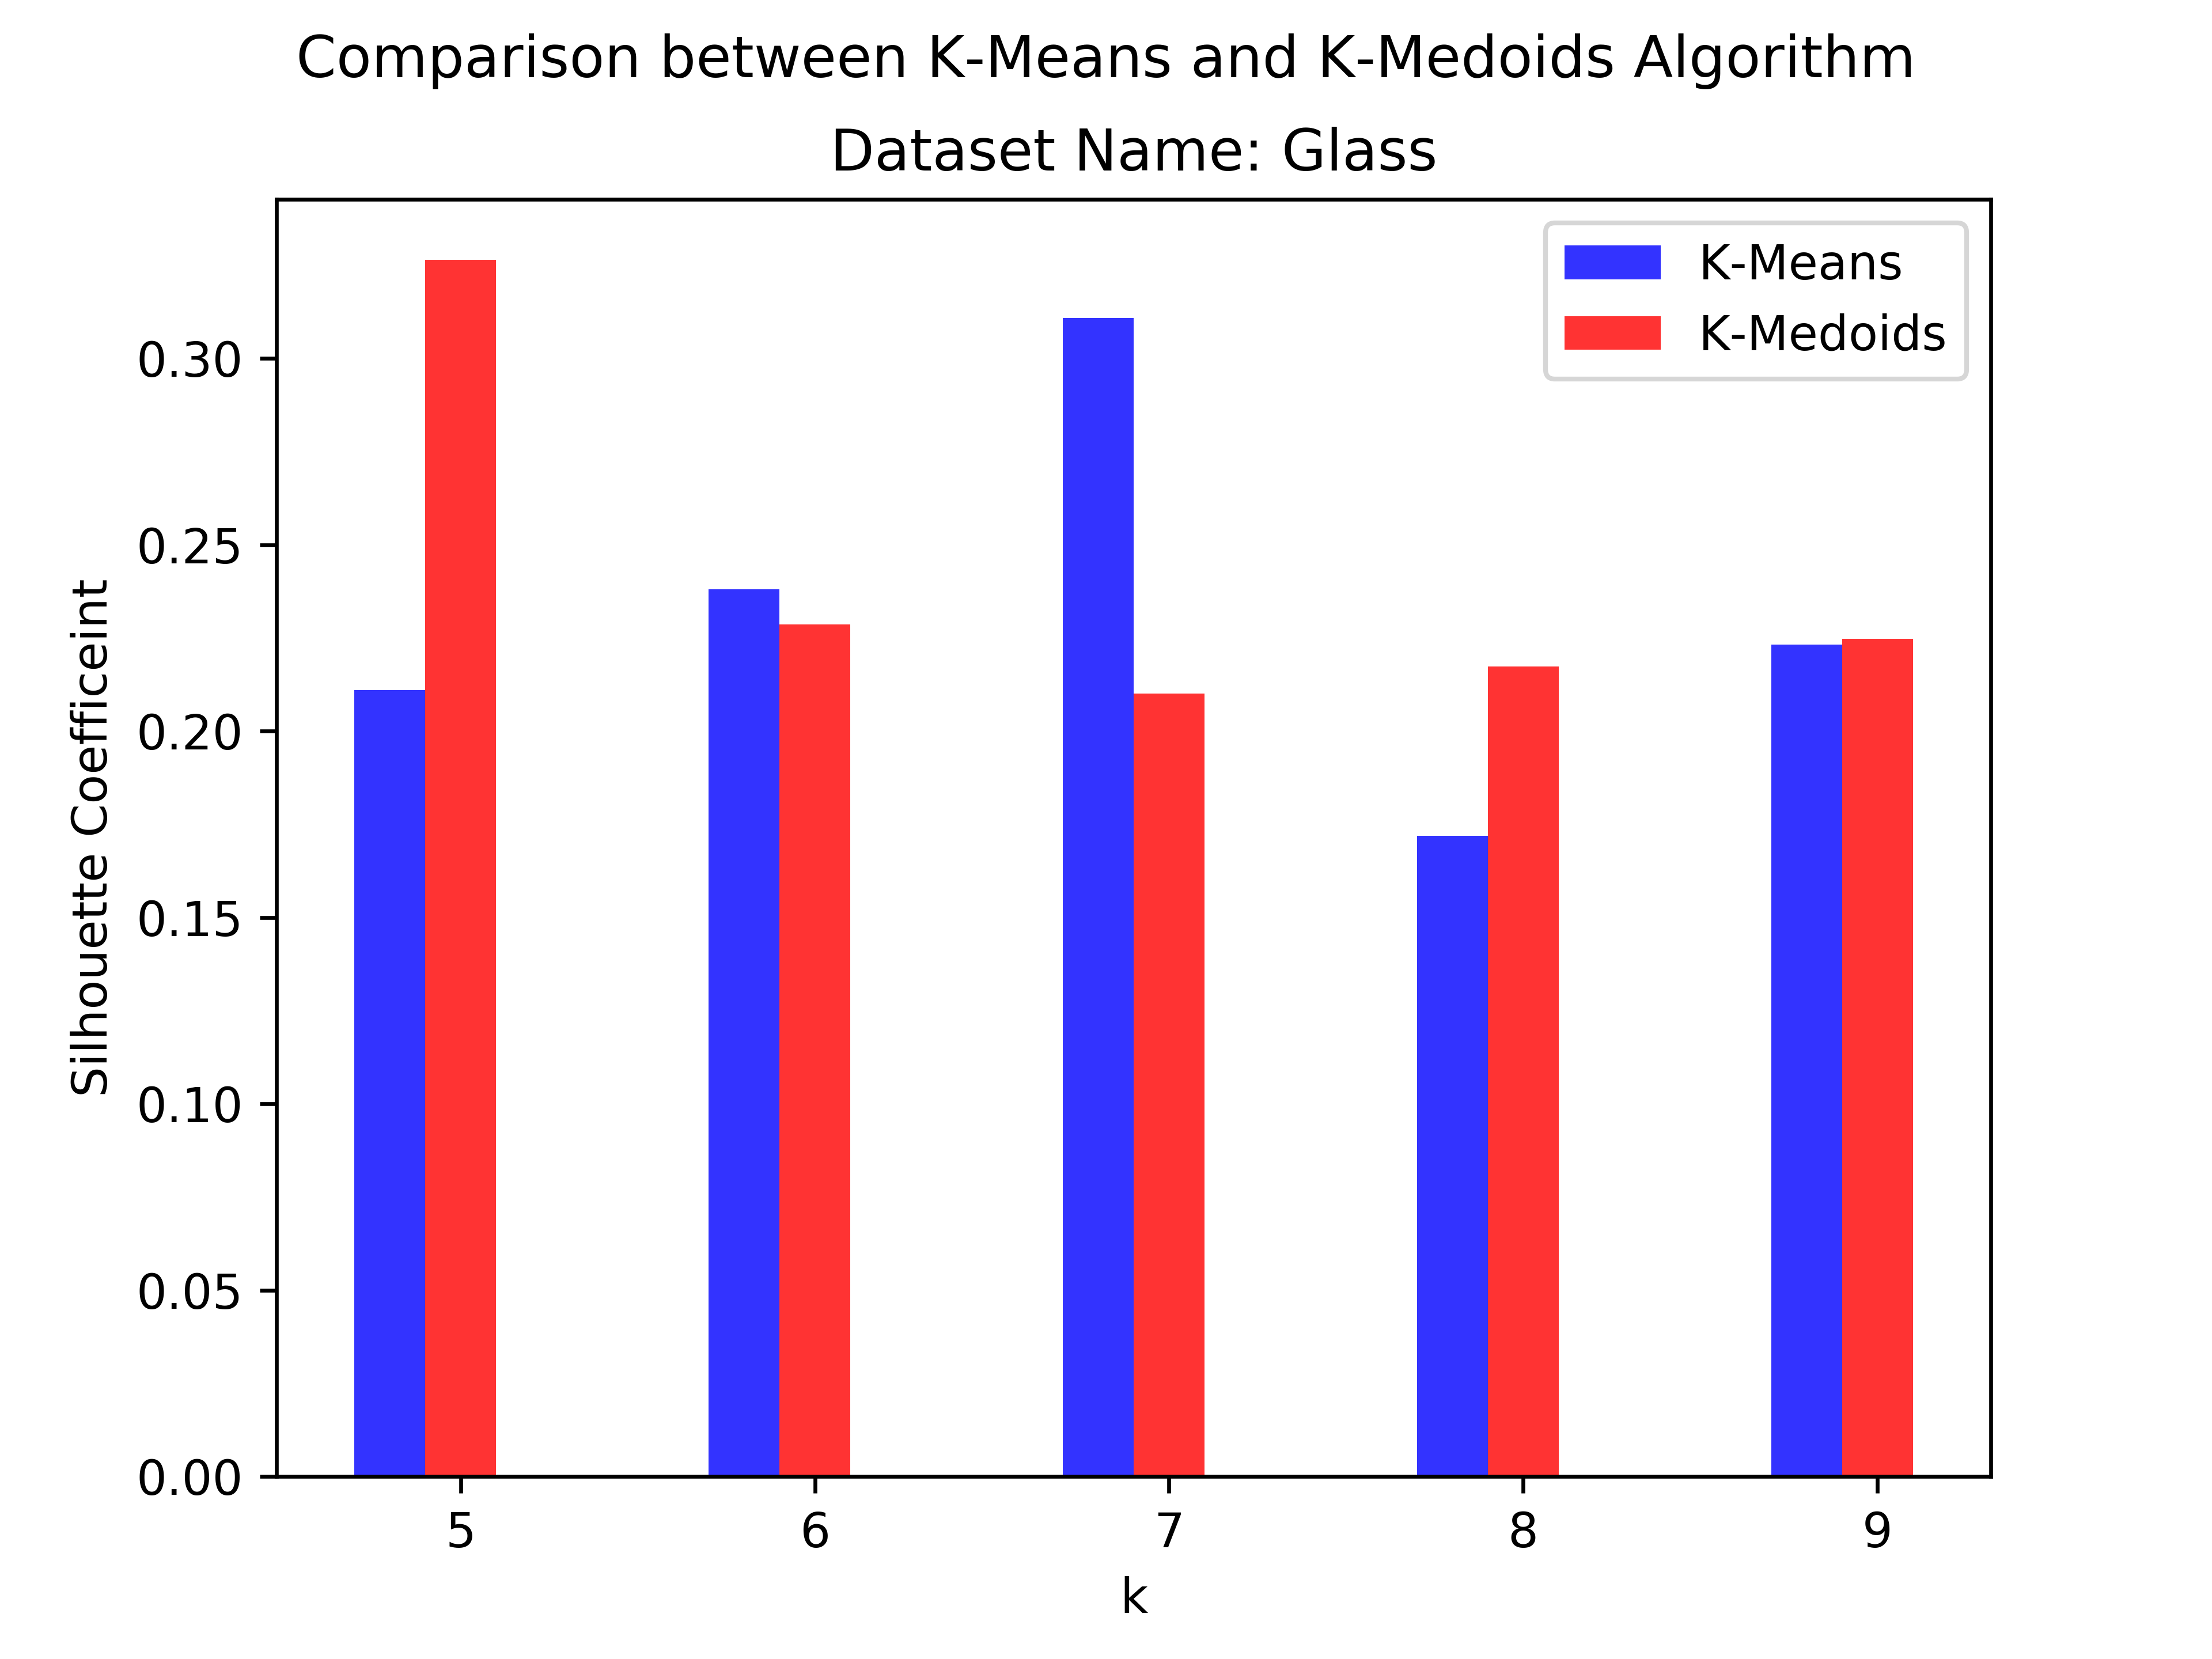 Comparison between K-Means and K-Medoids Algorithm
Dataset Name: Glass
K-Means
K-Medoids
Silhouette Coefficeint
0.30
0.25
0.20
0.15
0.10
0.05
0.00
5 6 7 8 9
k